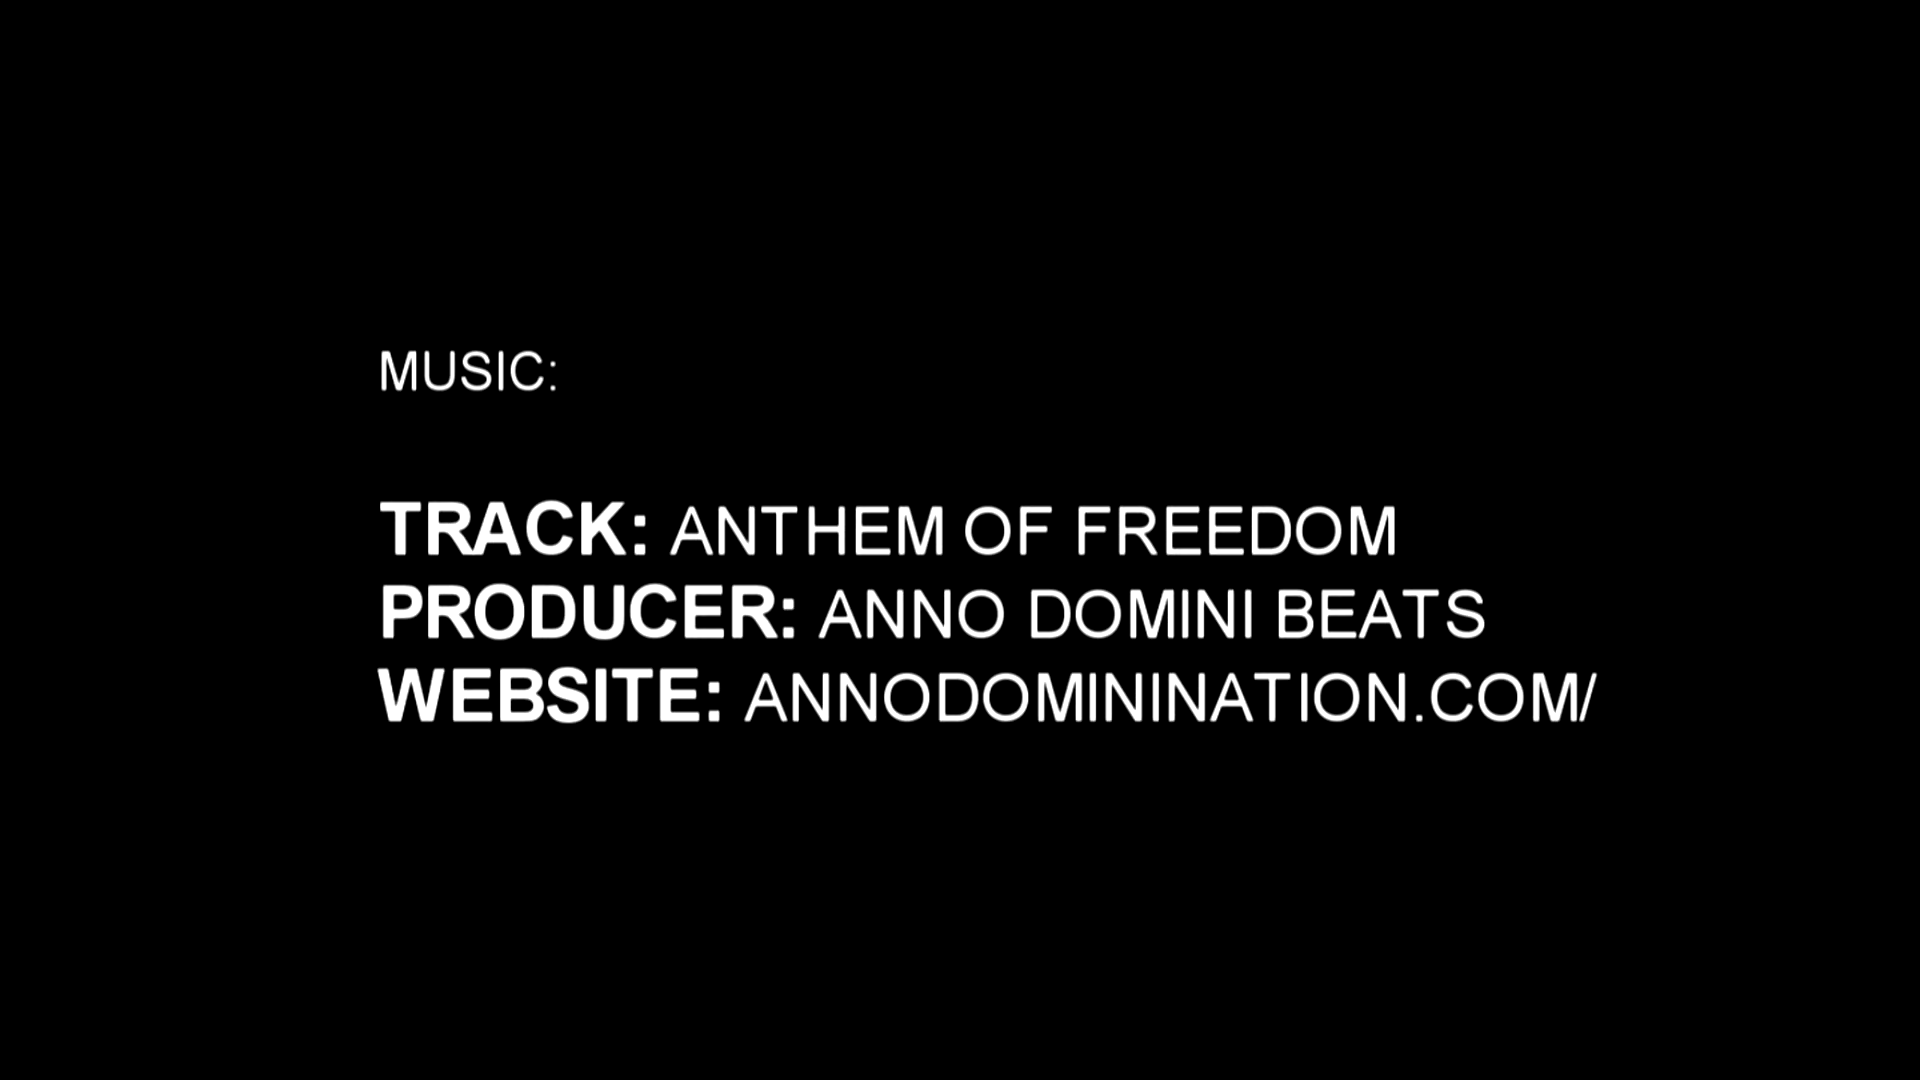 MUSIC:
TRACK: ANTHEM OF FREEDOM
PRODUCER: ANNO DOMINI BEATS
WEBSITE: ANNODOMININATION.COM/